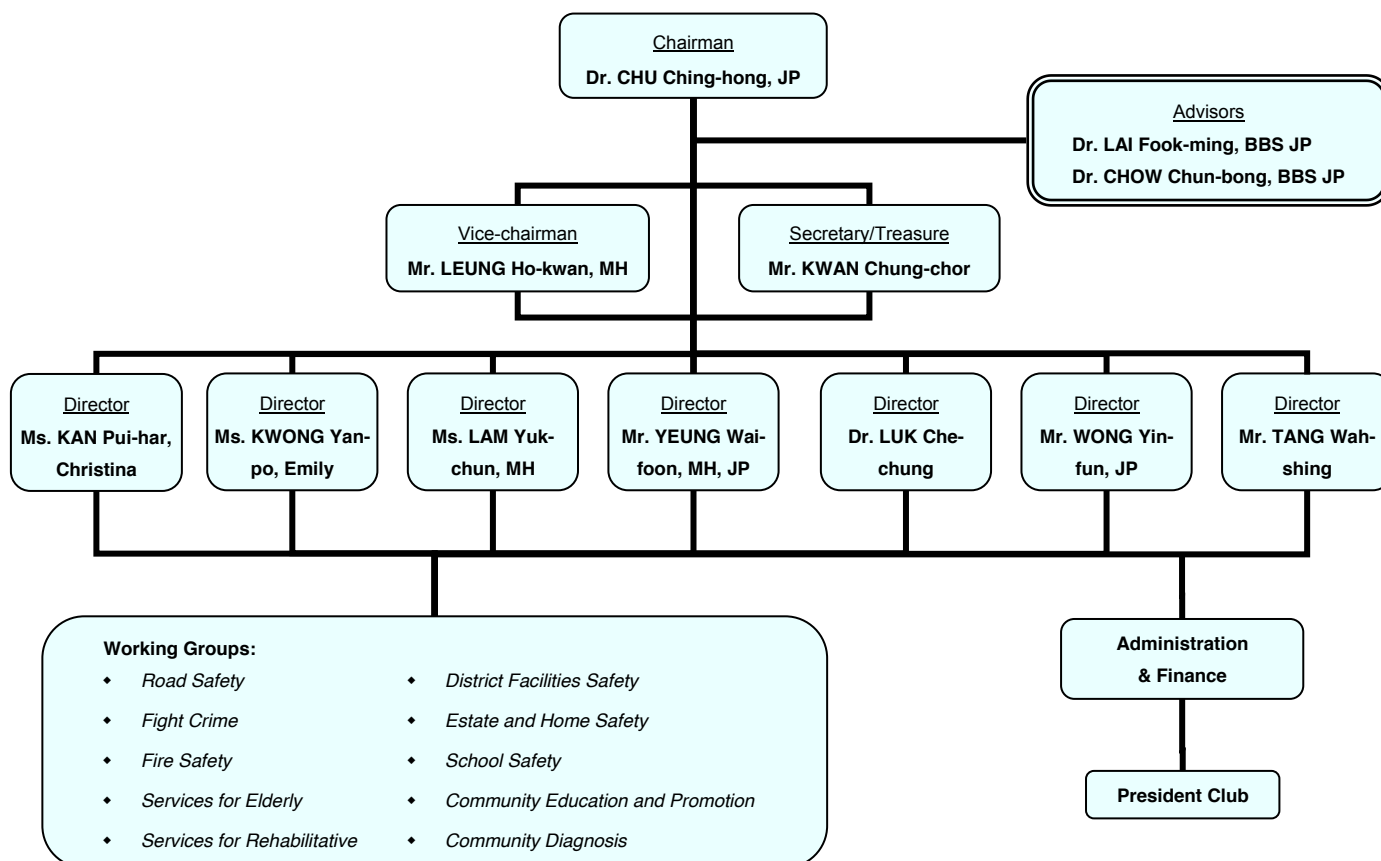 Chairman
Dr. CHU Ching-hong, JP
Advisors
Dr. LAI Fook-ming, BBS JP
Dr. CHOW Chun-bong, BBS JP
Vice-chairman
Mr. LEUNG Ho-kwan, MH
Secretary/Treasure
Mr. KWAN Chung-chor
Director
Ms. KAN Pui-har,
Christina
Director
Ms. KWONG Yan-
po, Emily
Director
Ms. LAM Yuk-
chun, MH
Director
Mr. YEUNG Wai-
foon, MH, JP
Director
Dr. LUK Che-
chung
Director
Mr. WONG Yin-
fun, JP
Director
Mr. TANG Wah-
shing
Working Groups:
◆ Road Safety
◆ Fight Crime
◆ Fire Safety
◆ Services for Elderly
◆ Services for Rehabilitative
◆ District Facilities Safety
◆ Estate and Home Safety
◆ School Safety
◆ Community Education and Promotion
◆ Community Diagnosis
Administration
& Finance
President Club